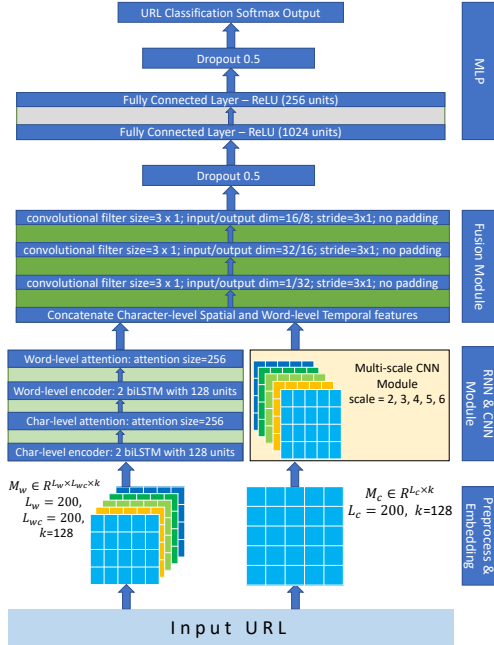 URL Classification Softmax Output
Dropout 0.5
Fully Connected Layer – ReLU (256 units)
Fully Connected Layer – ReLU (1024 units)
MLP
Dropout 0.5
convolutional filter size=3 x 1; input/output dim=16/8; stride=3x1; no padding
convolutional filter size=3 x 1; input/output dim=32/16; stride=3x1; no padding
convolutional filter size=3 x 1; input/output dim=1/32; stride=3x1; no padding
Concatenate Character-level Spatial and Word-level Temporal features
Fusion Module
Word-level attention: attention size=256
Word-level encoder: 2 biLSTM with 128 units
Char-level attention: attention size=256
Char-level encoder: 2 biLSTM with 128 units
Multi-scale CNN
Module
scale = 2, 3, 4, 5, 6
RNN & CNN
Module
M_w ∈ R^{L_w×L_wc×k}
L_w = 200,
L_wc = 200,
k=128
M_c ∈ R^{L_c×k}
L_c = 200, k=128
Preprocess &
Embedding
Input URL